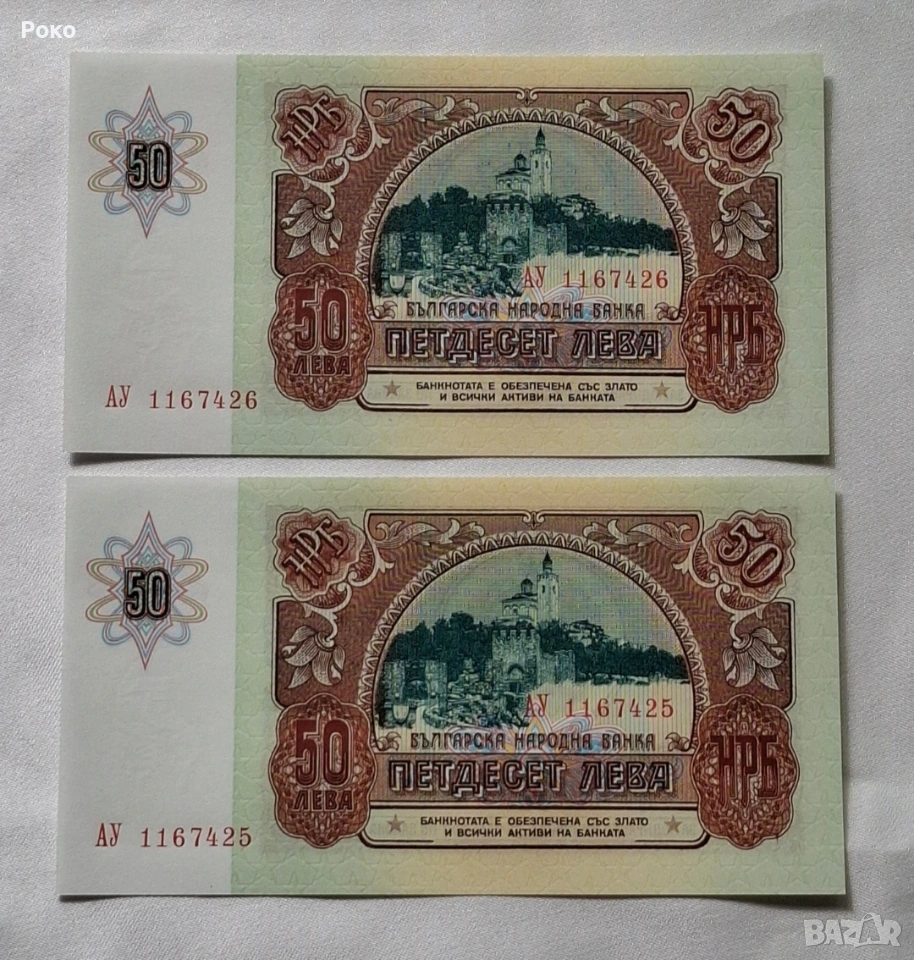 Роко
НРБ
50
50
АУ 1167426
БЪЛГАРСКА НАРОДНА БАНКА
ПЕТДЕСЕТ ЛЕВА
50
ЛЕВА
НРБ
БАНКНОТАТА Е ОБЕЗПЕЧЕНА СЪС ЗЛАТО
И ВСИЧКИ АКТИВИ НА БАНКАТА
АУ 1167426
НРБ
50
50
АУ 1167425
БЪЛГАРСКА НАРОДНА БАНКА
ПЕТДЕСЕТ ЛЕВА
50
ЛЕВА
НРБ
БАНКНОТАТА Е ОБЕЗПЕЧЕНА СЪС ЗЛАТО
И ВСИЧКИ АКТИВИ НА БАНКАТА
АУ 1167425
BAZAR